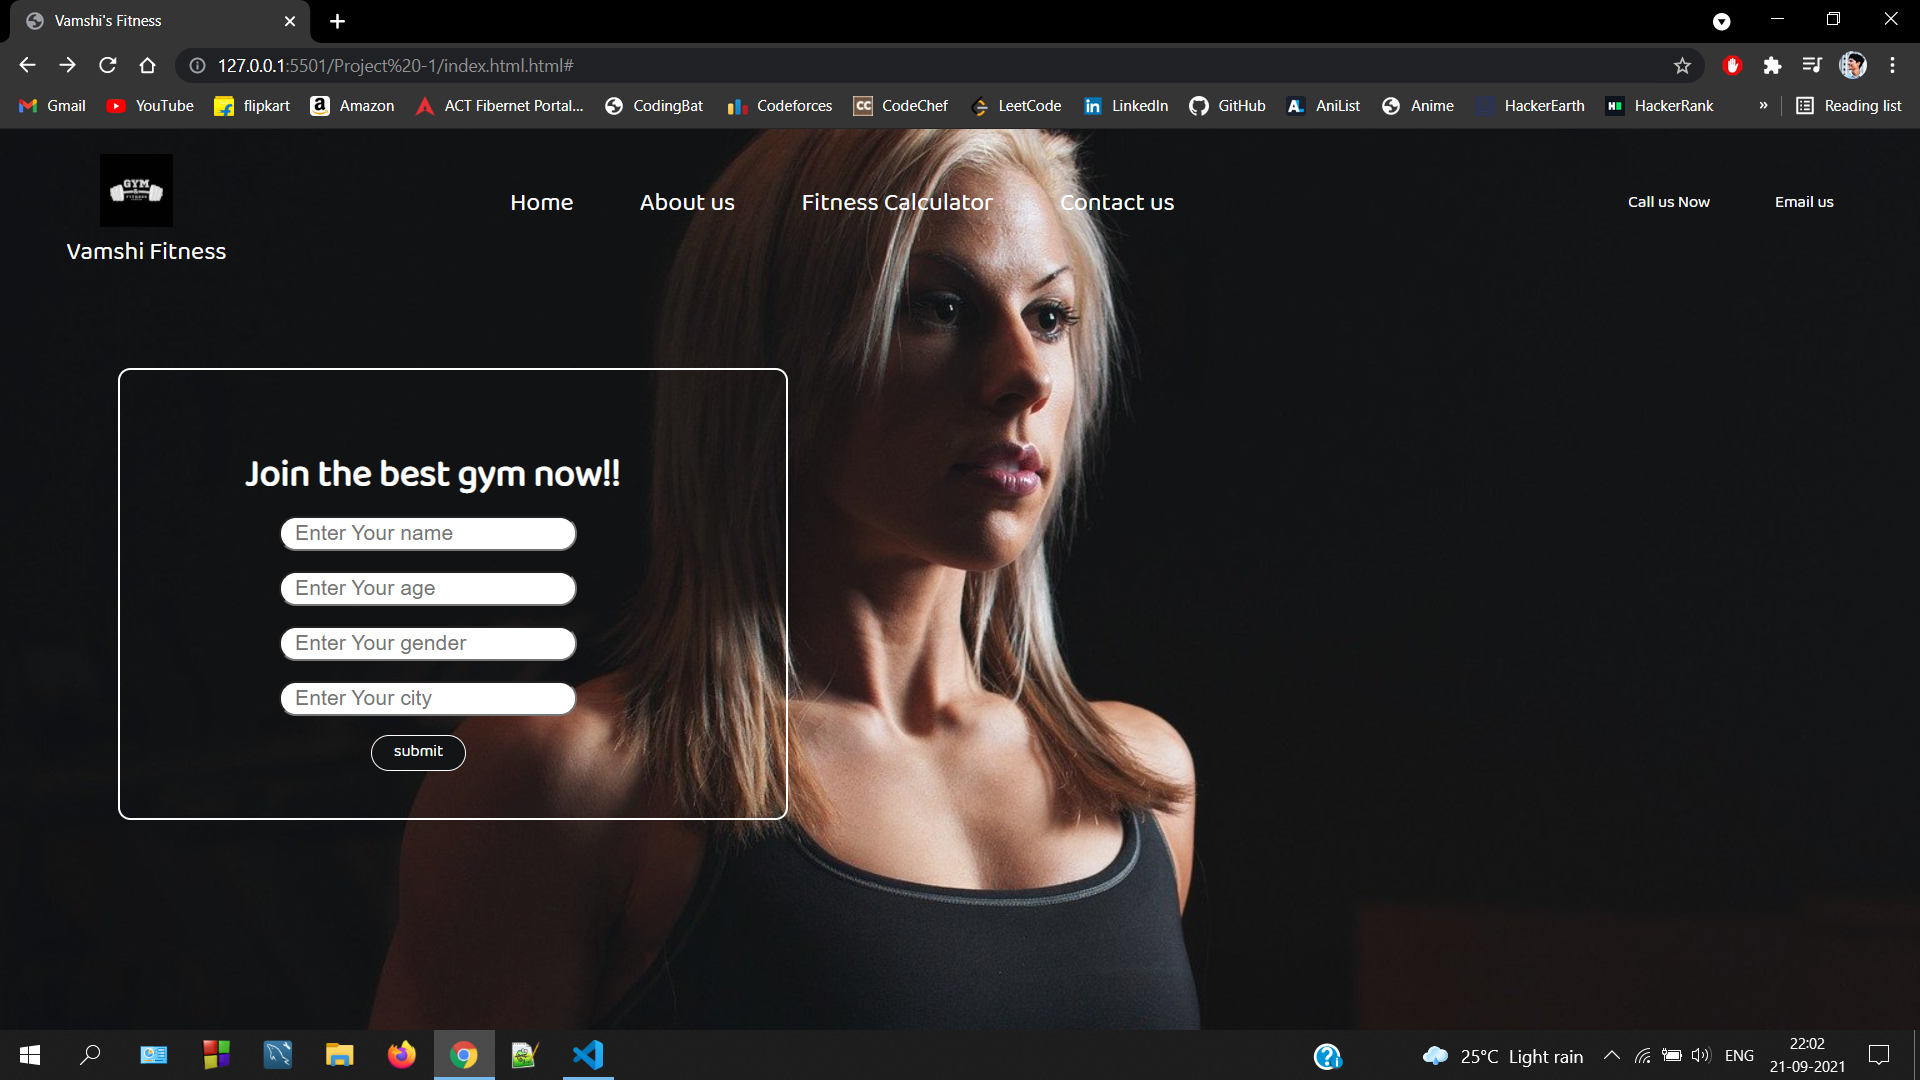 Vamshi's Fitness
127.0.0.1:5501/Project%20-1/index.html.html#
Gmail YouTube flipkart Amazon ACT Fibernet Portal... CodingBat Codeforces CodeChef LeetCode LinkedIn GitHub AniList Anime HackerEarth HackerRank » Reading list
GYM
FITNESS
Home About us Fitness Calculator Contact us Call us Now Email us
Vamshi Fitness
Join the best gym now!!
Enter Your name
Enter Your age
Enter Your gender
Enter Your city
submit
25°C Light rain ENG 22:02
21-09-2021